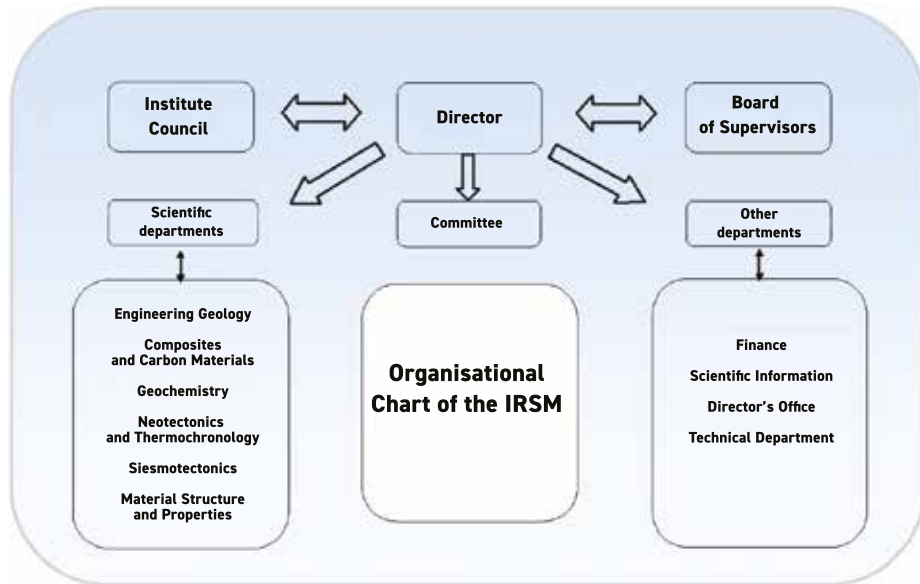 Institute
Council
Director
Board
of Supervisors
Scientific
departments
Committee
Other
departments
Engineering Geology
Composites
and Carbon Materials
Geochemistry
Neotectonics
and Thermochronology
Siesmotectonics
Material Structure
and Properties
Organisational
Chart of the IRSM
Finance
Scientific Information
Director's Office
Technical Department